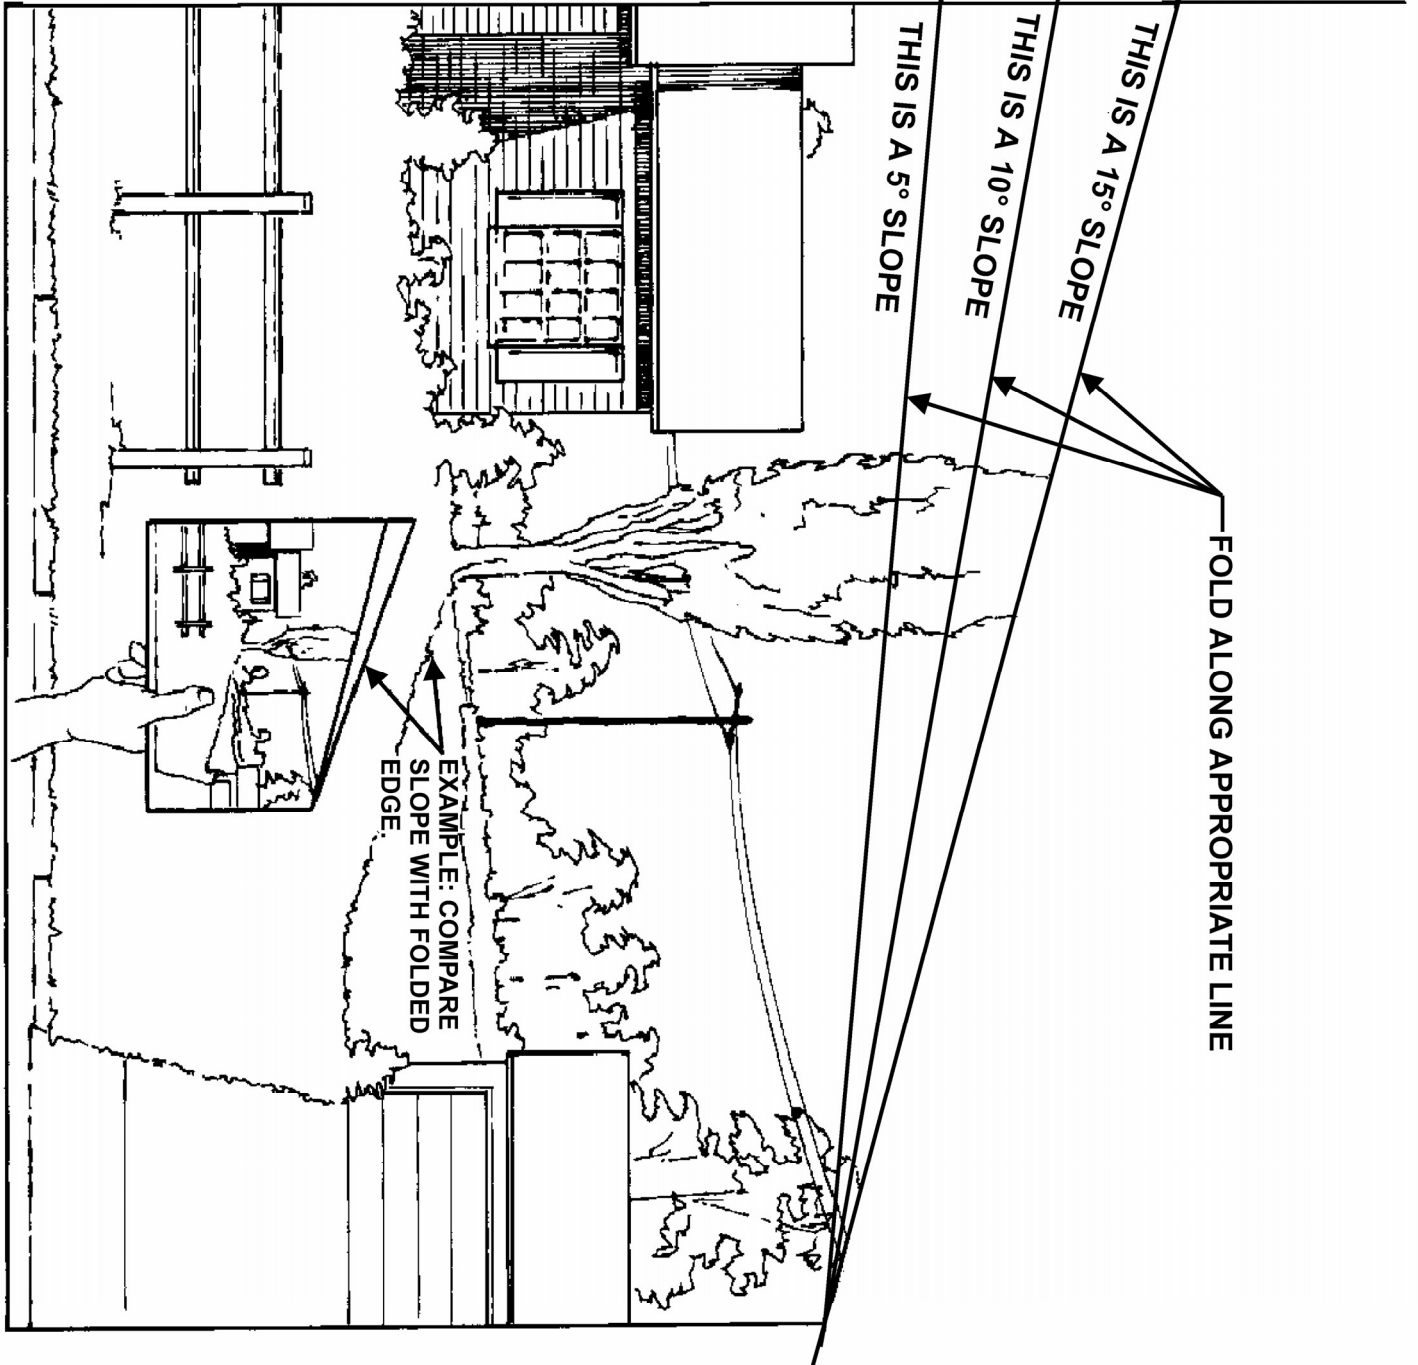 FOLD ALONG APPROPRIATE LINE
THIS IS A 15° SLOPE
THIS IS A 10° SLOPE
THIS IS A 5° SLOPE
EXAMPLE: COMPARE
SLOPE WITH FOLDED
EDGE.